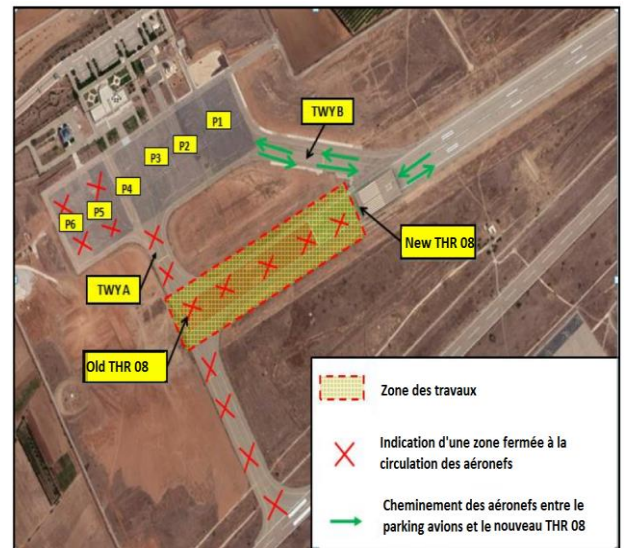 P1
TWYB
P2
P3
P4
P5
P6
New THR 08
TWYA
Old THR 08
Zone des travaux
Indication d'une zone fermée à la
circulation des aéronefs
Cheminement des aéronefs entre le
parking avions et le nouveau THR 08